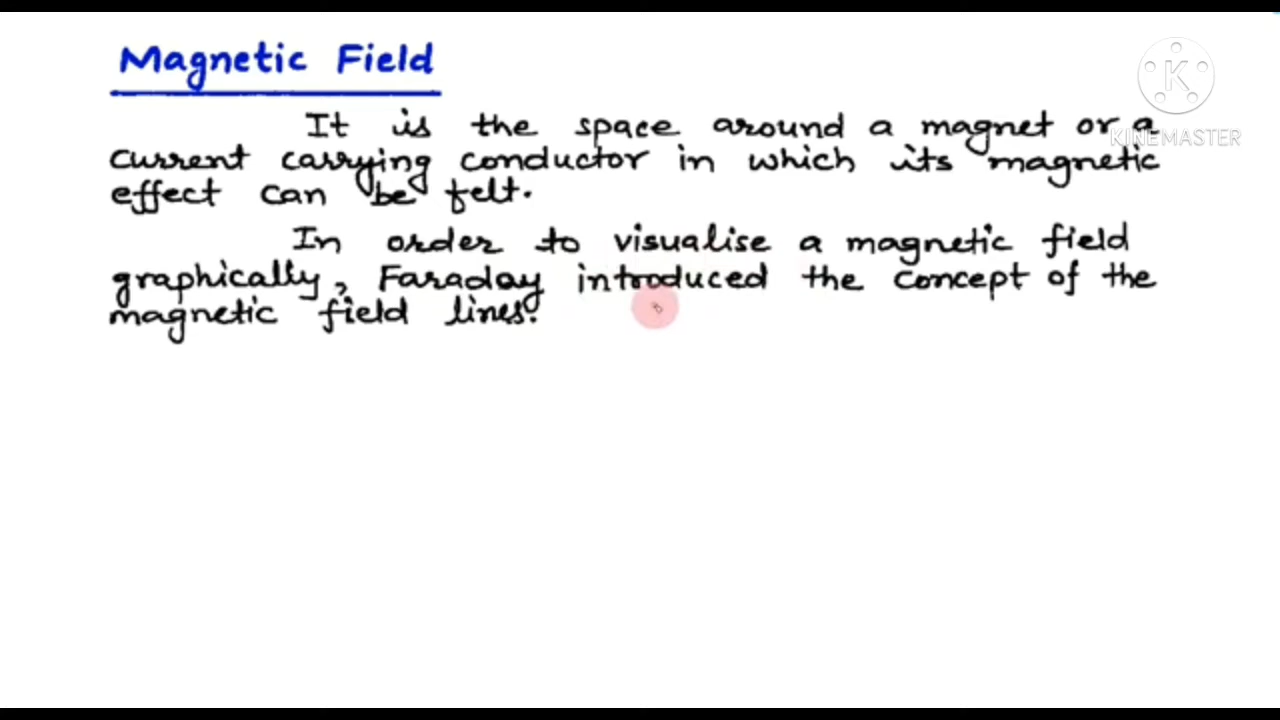 Magnetic Field
K
KINEMASTER
It is the space around a magnet or a
current carrying conductor in which its magnetic
effect can be felt.
In order to visualise a magnetic field
graphically, Faraday introduced the concept of the
magnetic field lines.